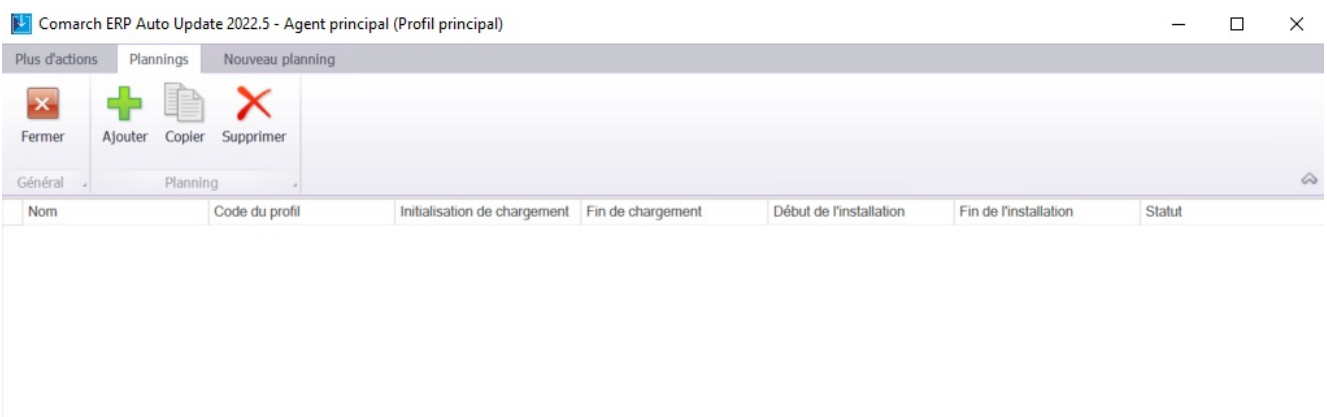 Comarch ERP Auto Update 2022.5 - Agent principal (Profil principal)
Plus d'actions Plannings Nouveau planning
Fermer Ajouter Copier Supprimer
Général Planning
Nom Code du profil Initialisation de chargement Fin de chargement Début de l'installation Fin de l'installation Statut